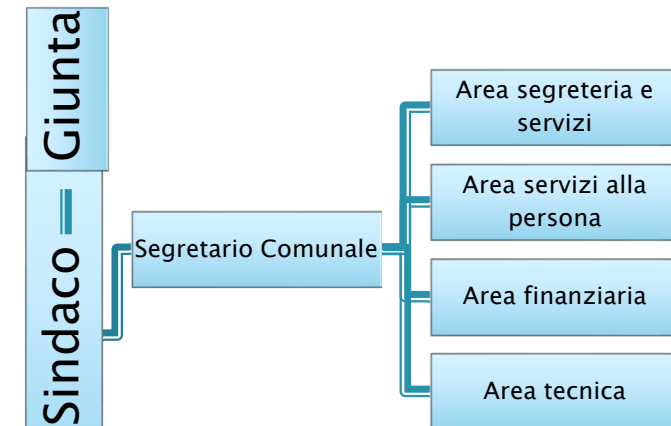 Giunta
Sindaco
Segretario Comunale
Area segreteria e
servizi
Area servizi alla
persona
Area finanziaria
Area tecnica